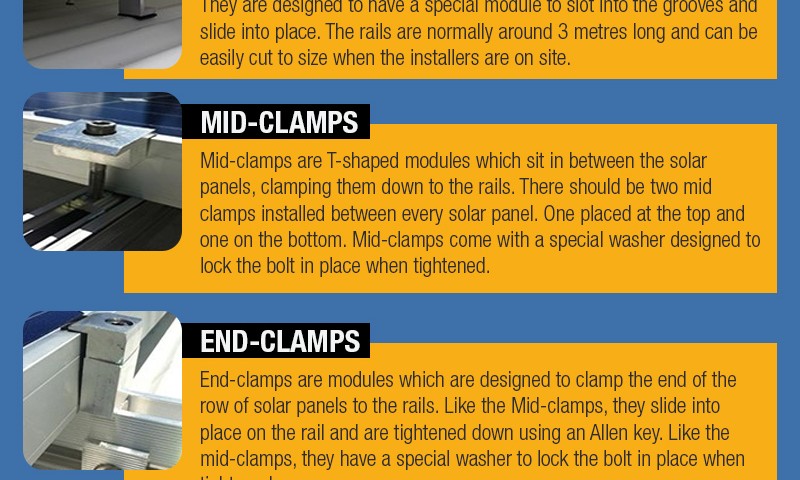 They are designed to have a special module to slot into the grooves and
slide into place. The rails are normally around 3 metres long and can be
easily cut to size when the installers are on site.
MID-CLAMPS
Mid-clamps are T-shaped modules which sit in between the solar
panels, clamping them down to the rails. There should be two mid
clamps installed between every solar panel. One placed at the top and
one on the bottom. Mid-clamps come with a special washer designed to
lock the bolt in place when tightened.
END-CLAMPS
End-clamps are modules which are designed to clamp the end of the
row of solar panels to the rails. Like the Mid-clamps, they slide into
place on the rail and are tightened down using an Allen key. Like the
mid-clamps, they have a special washer to lock the bolt in place when